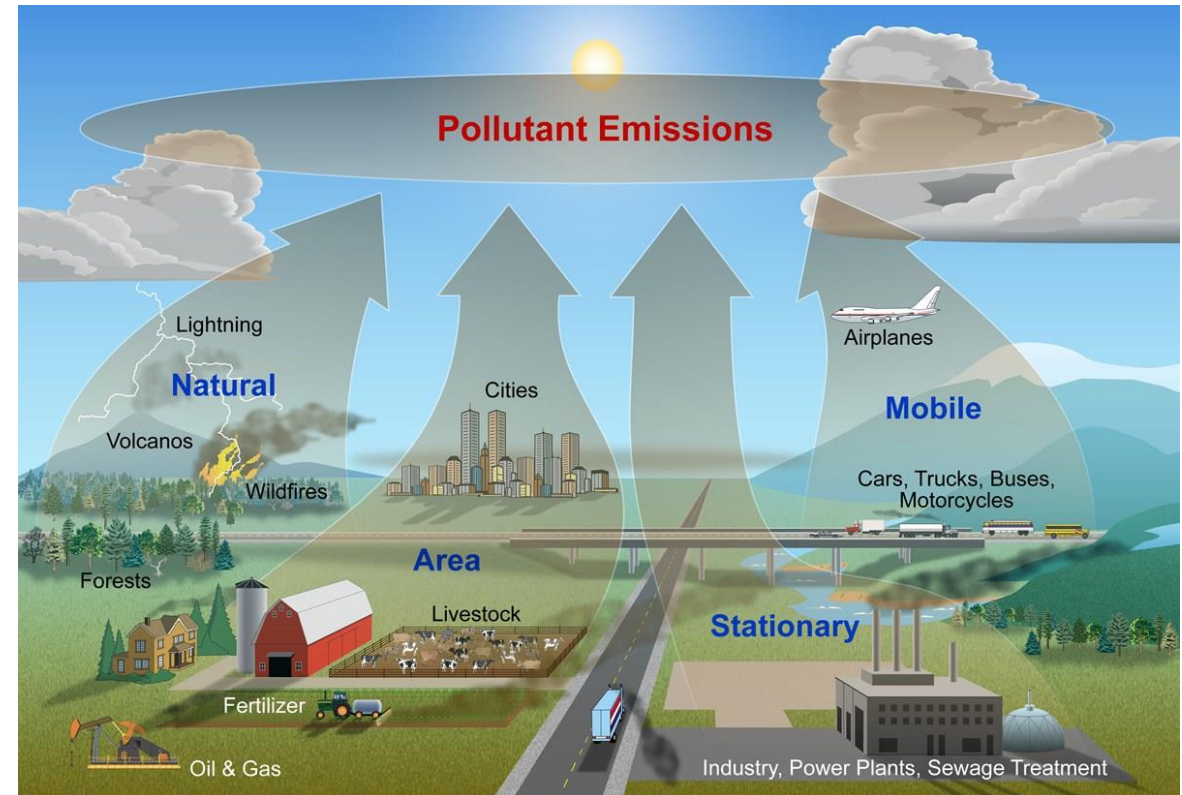 Pollutant Emissions
Lightning
Natural
Volcanos
Wildfires
Forests
Cities
Area
Livestock
Fertilizer
Oil & Gas
Airplanes
Mobile
Cars, Trucks, Buses,
Motorcycles
Stationary
Industry, Power Plants, Sewage Treatment